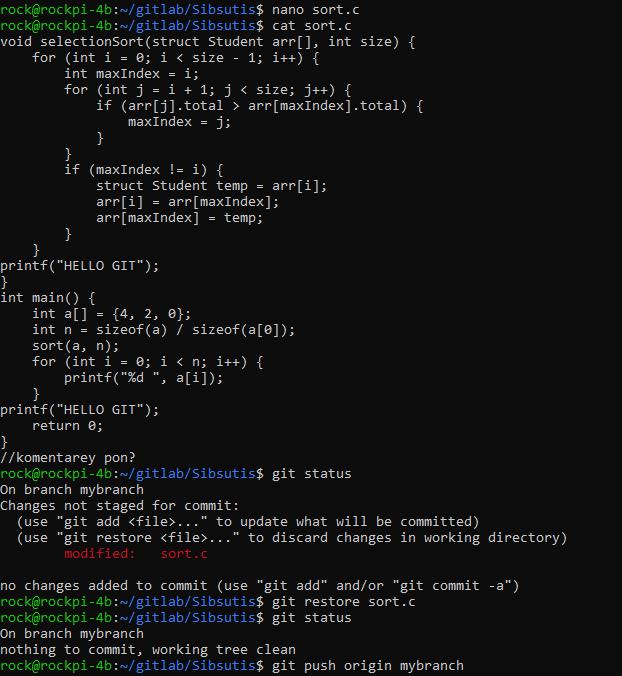 rock@rockpi-4b:~/gitlab/Sibsutis$ nano sort.c
rock@rockpi-4b:~/gitlab/Sibsutis$ cat sort.c
void selectionSort(struct Student arr[], int size) {
    for (int i = 0; i < size - 1; i++) {
        int maxIndex = i;
        for (int j = i + 1; j < size; j++) {
            if (arr[j].total > arr[maxIndex].total) {
                maxIndex = j;
            }
        }
        if (maxIndex != i) {
            struct Student temp = arr[i];
            arr[i] = arr[maxIndex];
            arr[maxIndex] = temp;
        }
    }
printf("HELLO GIT");
}
int main() {
    int a[] = {4, 2, 0};
    int n = sizeof(a) / sizeof(a[0]);
    sort(a, n);
    for (int i = 0; i < n; i++) {
        printf("%d ", a[i]);
    }
printf("HELLO GIT");
    return 0;
}
//komentarey pon?
rock@rockpi-4b:~/gitlab/Sibsutis$ git status
On branch mybranch
Changes not staged for commit:
  (use "git add <file>..." to update what will be committed)
  (use "git restore <file>..." to discard changes in working directory)
        modified:   sort.c

no changes added to commit (use "git add" and/or "git commit -a")
rock@rockpi-4b:~/gitlab/Sibsutis$ git restore sort.c
rock@rockpi-4b:~/gitlab/Sibsutis$ git status
On branch mybranch
nothing to commit, working tree clean
rock@rockpi-4b:~/gitlab/Sibsutis$ git push origin mybranch